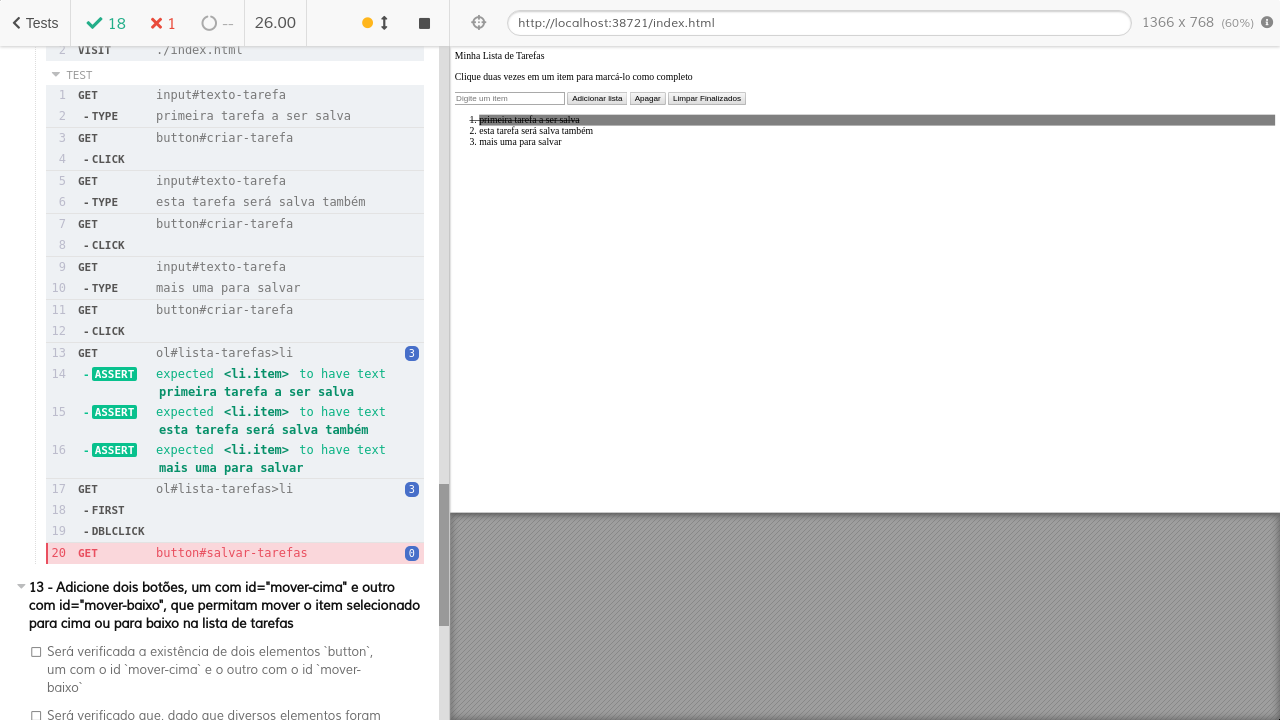 Tests
18
1
--
26.00
http://localhost:38721/index.html
1366 x 768 (60%)
2 VISIT ./index.html
TEST
1 GET input#texto-tarefa
2 -TYPE primeira tarefa a ser salva
3 GET button#criar-tarefa
4 -CLICK
5 GET input#texto-tarefa
6 -TYPE esta tarefa será salva também
7 GET button#criar-tarefa
8 -CLICK
9 GET input#texto-tarefa
10 -TYPE mais uma para salvar
11 GET button#criar-tarefa
12 -CLICK
13 GET ol#lista-tarefas>li 3
14 -ASSERT expected <li.item> to have text
primeira tarefa a ser salva
15 -ASSERT expected <li.item> to have text
esta tarefa será salva também
16 -ASSERT expected <li.item> to have text
mais uma para salvar
17 GET ol#lista-tarefas>li 3
18 -FIRST
19 -DBLCLICK
20 GET button#salvar-tarefas 0
13 - Adicione dois botões, um com id="mover-cima" e outro
com id="mover-baixo", que permitam mover o item selecionado
para cima ou para baixo na lista de tarefas
Será verificada a existência de dois elementos `button`,
um com o id `mover-cima` e o outro com o id `mover-
baixo`
Será verificado que, dado que diversos elementos foram
Minha Lista de Tarefas
Clique duas vezes em um item para marcá-lo como completo
Digite um item Adicionar lista Apagar Limpar Finalizados
1. primeira tarefa a ser salva
2. esta tarefa será salva também
3. mais uma para salvar